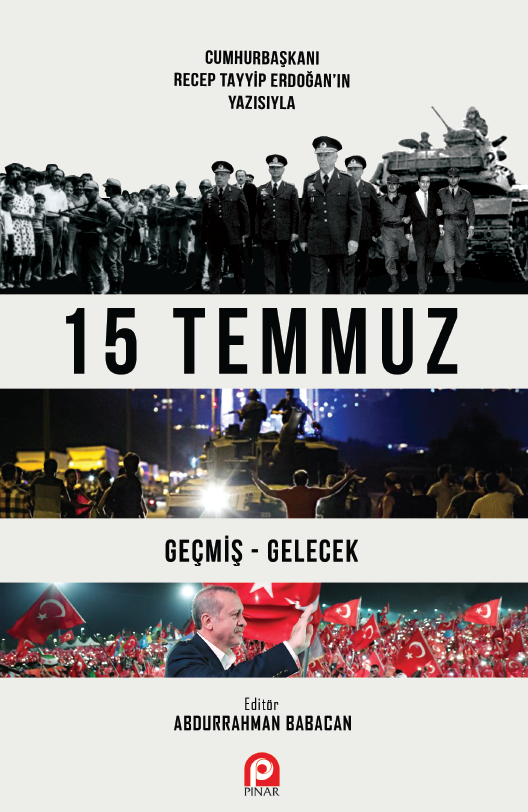 CUMHURBAŞKANI
RECEP TAYYİP ERDOĞAN'IN
YAZISIYLA
15 TEMMUZ
GEÇMİŞ - GELECEK
Editör
ABDURRAHMAN BABACAN
PINAR